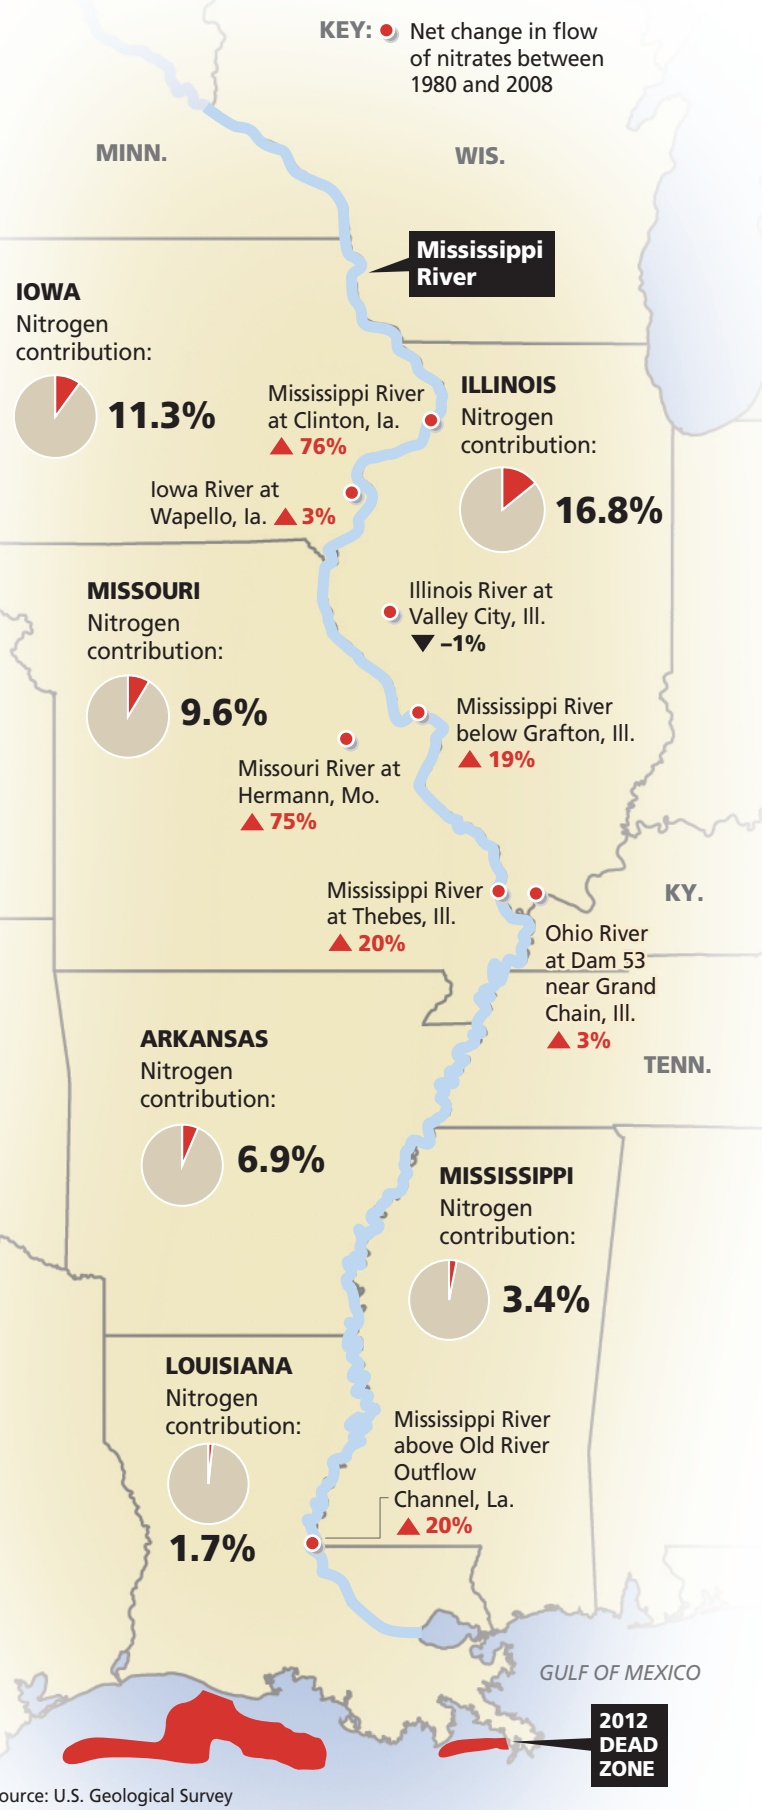 KEY: Net change in flow
of nitrates between
1980 and 2008
MINN.
WIS.
Mississippi
River
IOWA
Nitrogen
contribution:
11.3%
Mississippi River
at Clinton, Ia.
▲ 76%
ILLINOIS
Nitrogen
contribution:
16.8%
Iowa River at
Wapello, Ia. ▲ 3%
MISSOURI
Nitrogen
contribution:
9.6%
Illinois River at
Valley City, Ill.
▼ –1%
Mississippi River
below Grafton, Ill.
▲ 19%
Missouri River at
Hermann, Mo.
▲ 75%
Mississippi River
at Thebes, Ill.
▲ 20%
KY.
Ohio River
at Dam 53
near Grand
Chain, Ill.
▲ 3%
TENN.
ARKANSAS
Nitrogen
contribution:
6.9%
MISSISSIPPI
Nitrogen
contribution:
3.4%
LOUISIANA
Nitrogen
contribution:
1.7%
Mississippi River
above Old River
Outflow
Channel, La.
▲ 20%
GULF OF MEXICO
2012
DEAD
ZONE
ource: U.S. Geological Survey